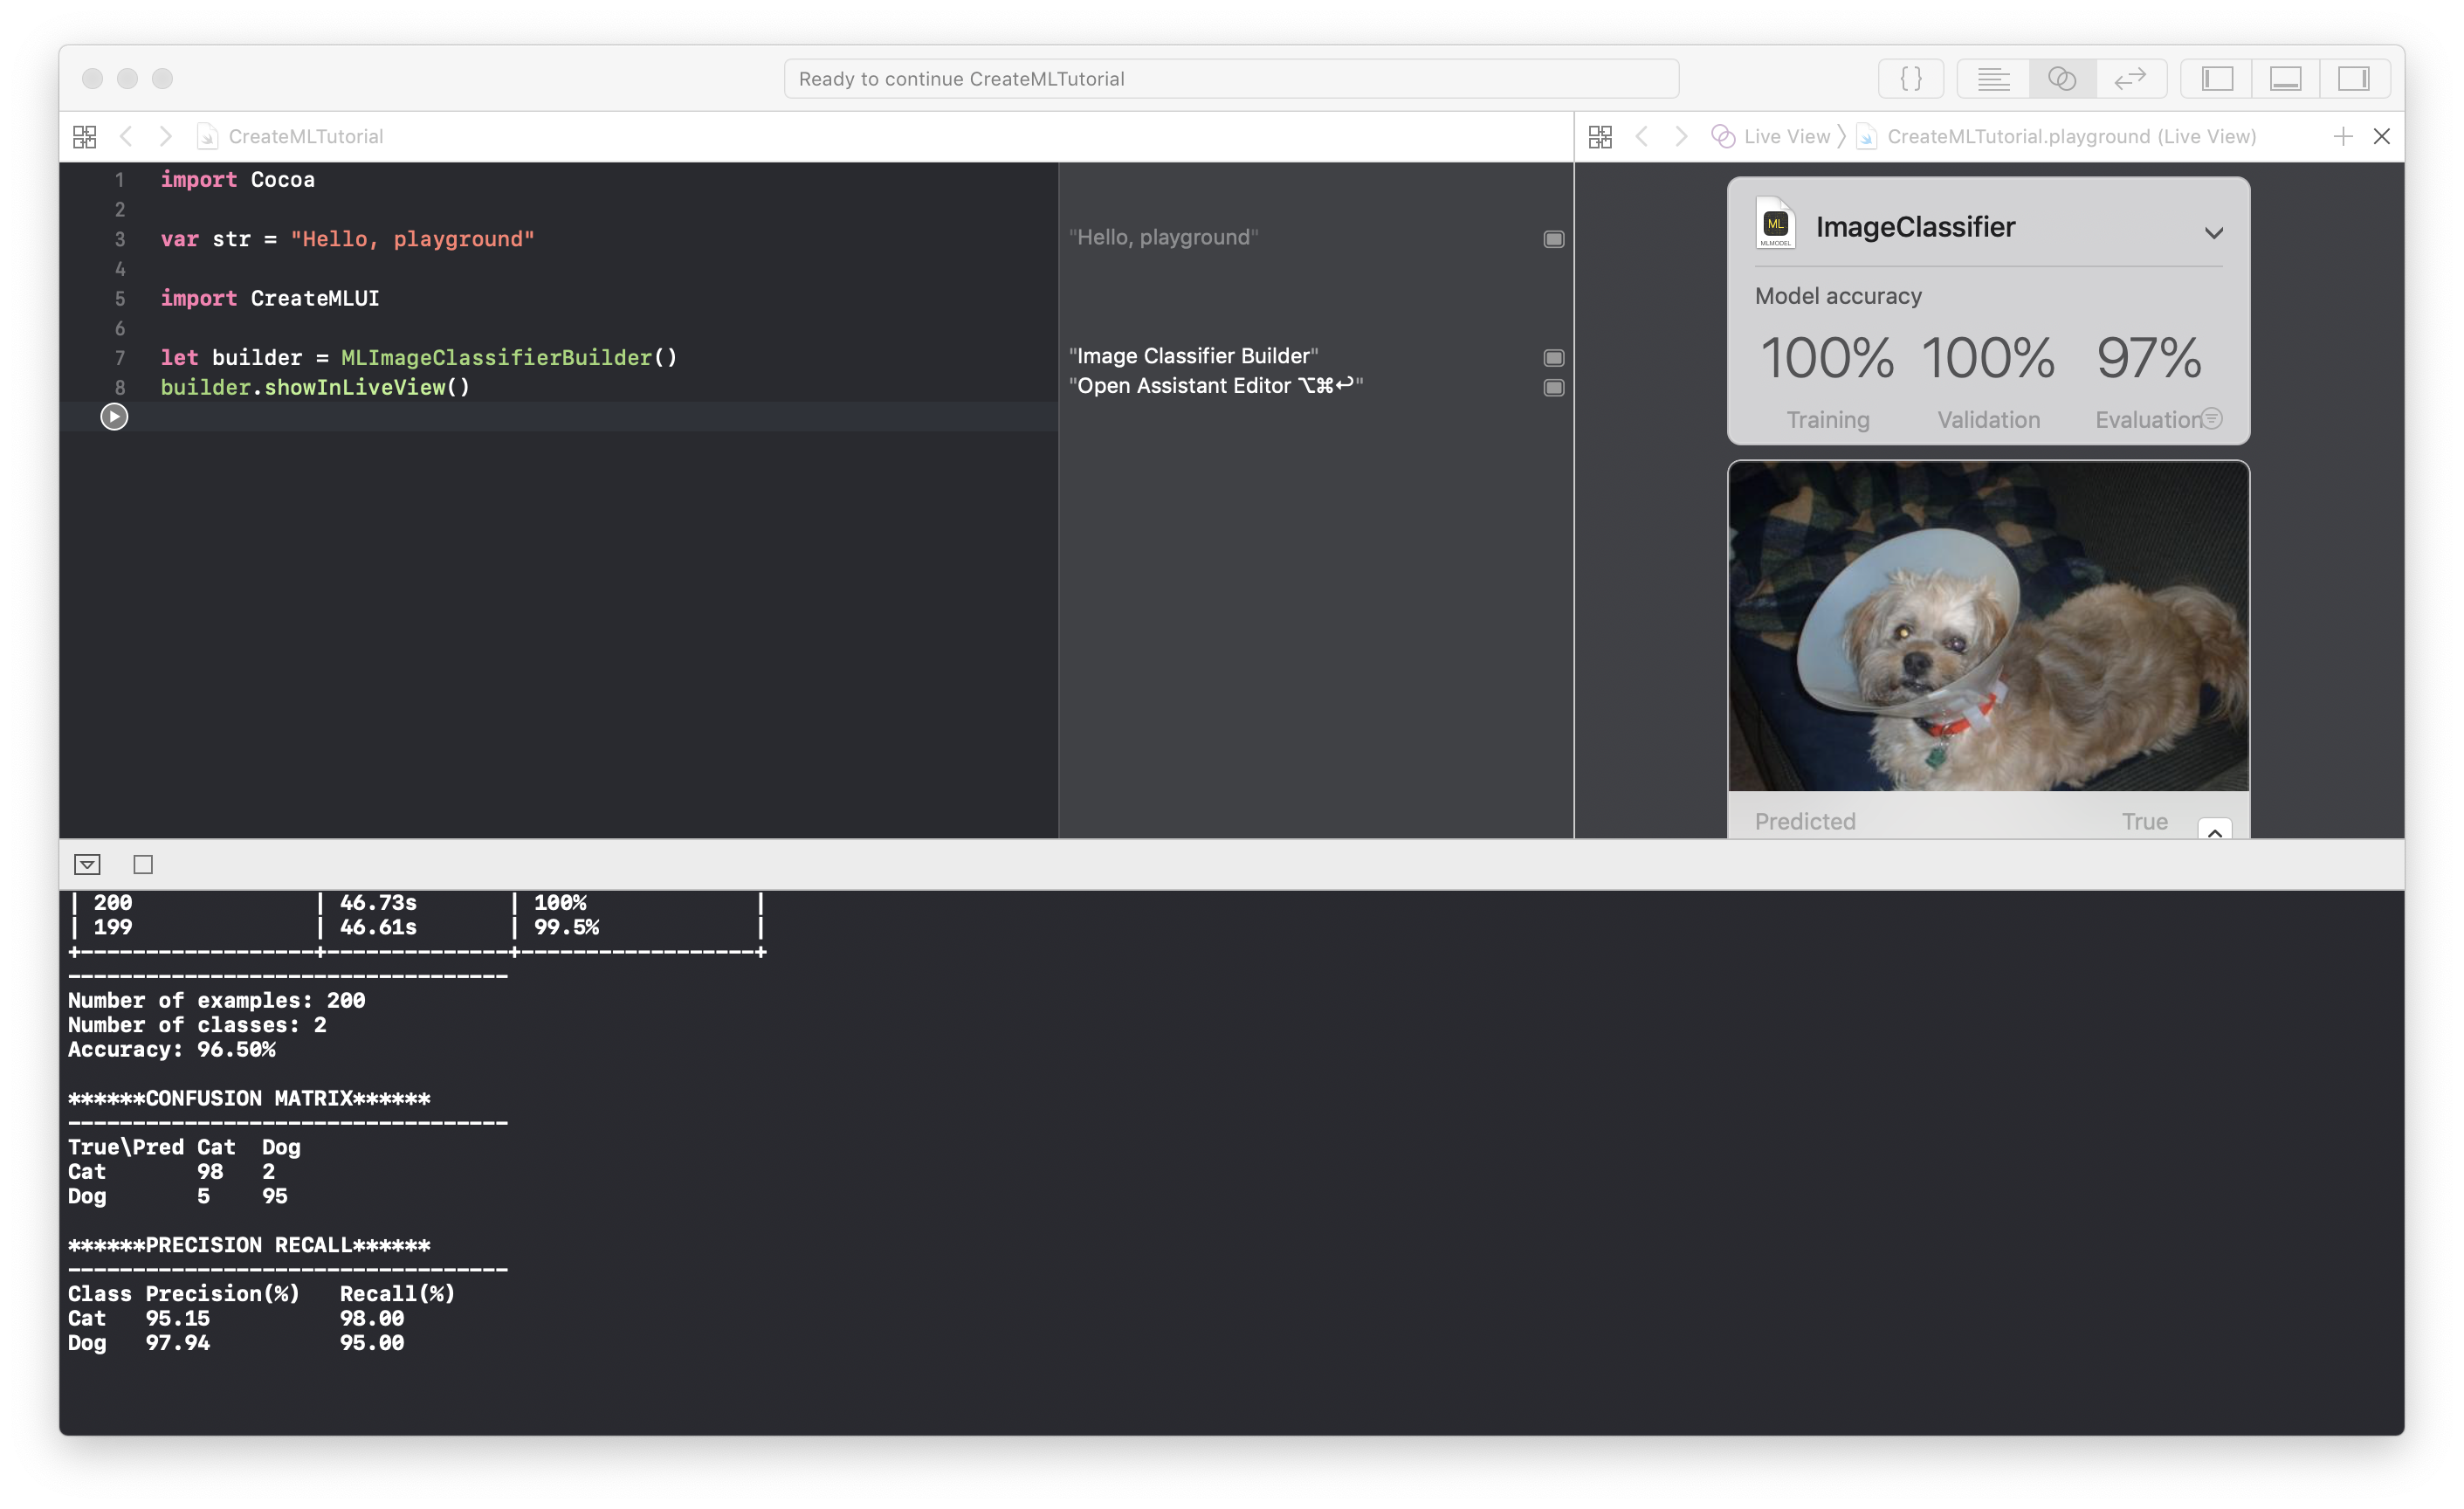 Ready to continue CreateMLTutorial
{ }
CreateMLTutorial
Live View
CreateMLTutorial.playground (Live View)
1 import Cocoa
2
3 var str = "Hello, playground"
4
5 import CreateMLUI
6
7 let builder = MLImageClassifierBuilder()
8 builder.showInLiveView()
"Hello, playground"
"Image Classifier Builder"
"Open Assistant Editor ⌥⌘↩"
ML
MLMODEL
ImageClassifier
Model accuracy
100% 100% 97%
Training Validation Evaluation
Predicted True
| 200 | 46.73s | 100% |
| 199 | 46.61s | 99.5% |
+------------------+--------------+------------------+
----------------------------------
Number of examples: 200
Number of classes: 2
Accuracy: 96.50%
******CONFUSION MATRIX******
----------------------------------
True\Pred Cat Dog
Cat 98 2
Dog 5 95
******PRECISION RECALL******
----------------------------------
Class Precision(%) Recall(%)
Cat 95.15 98.00
Dog 97.94 95.00